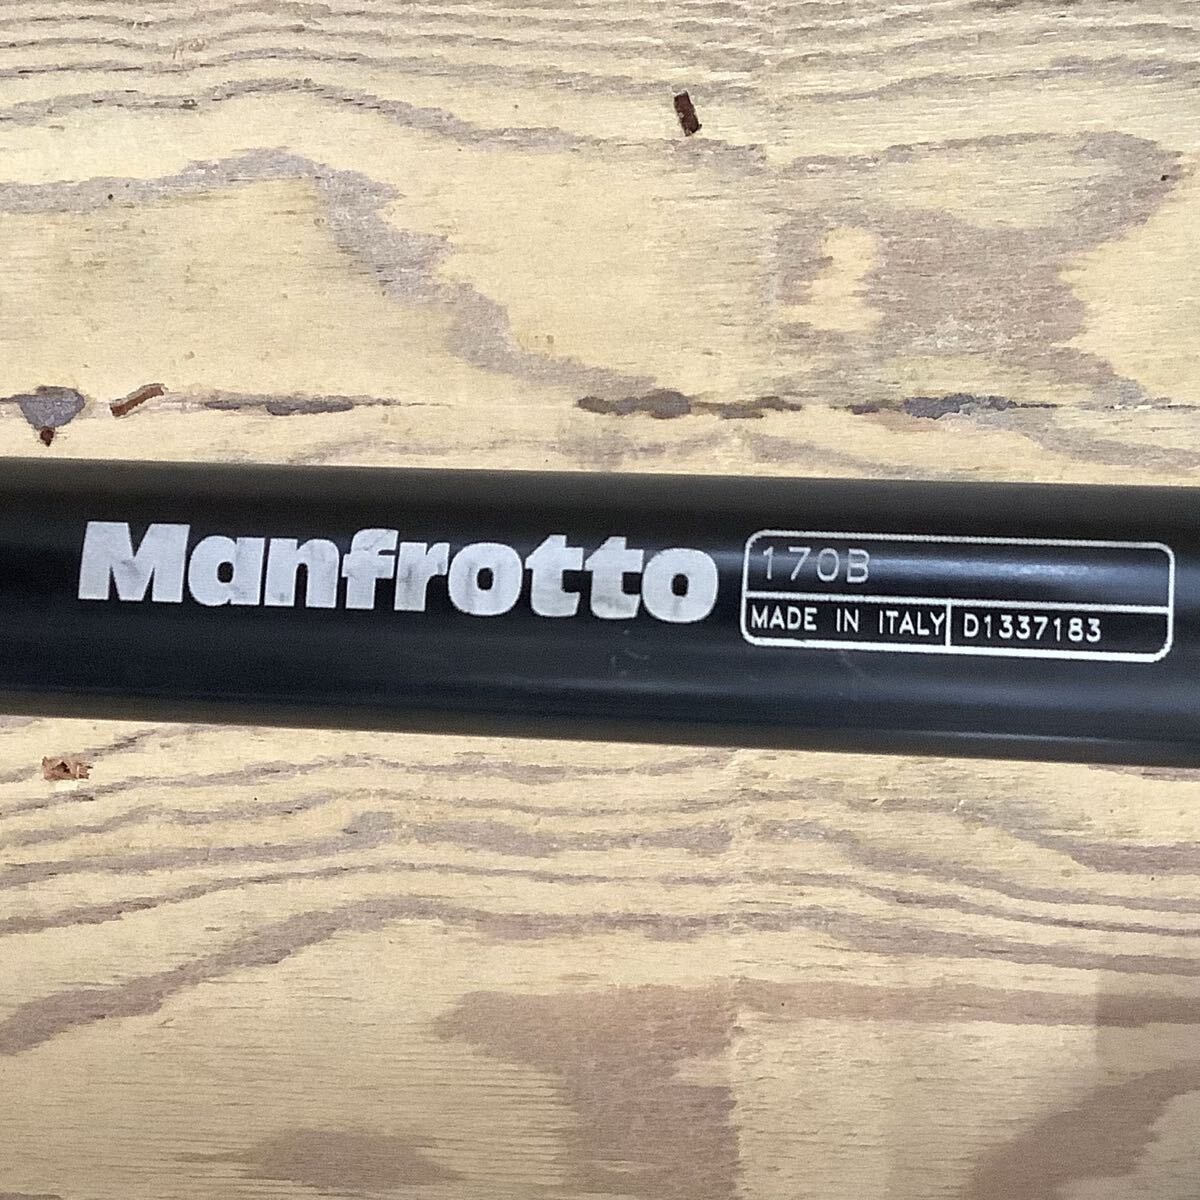 Manfrotto
170B
MADE IN ITALY D1337183